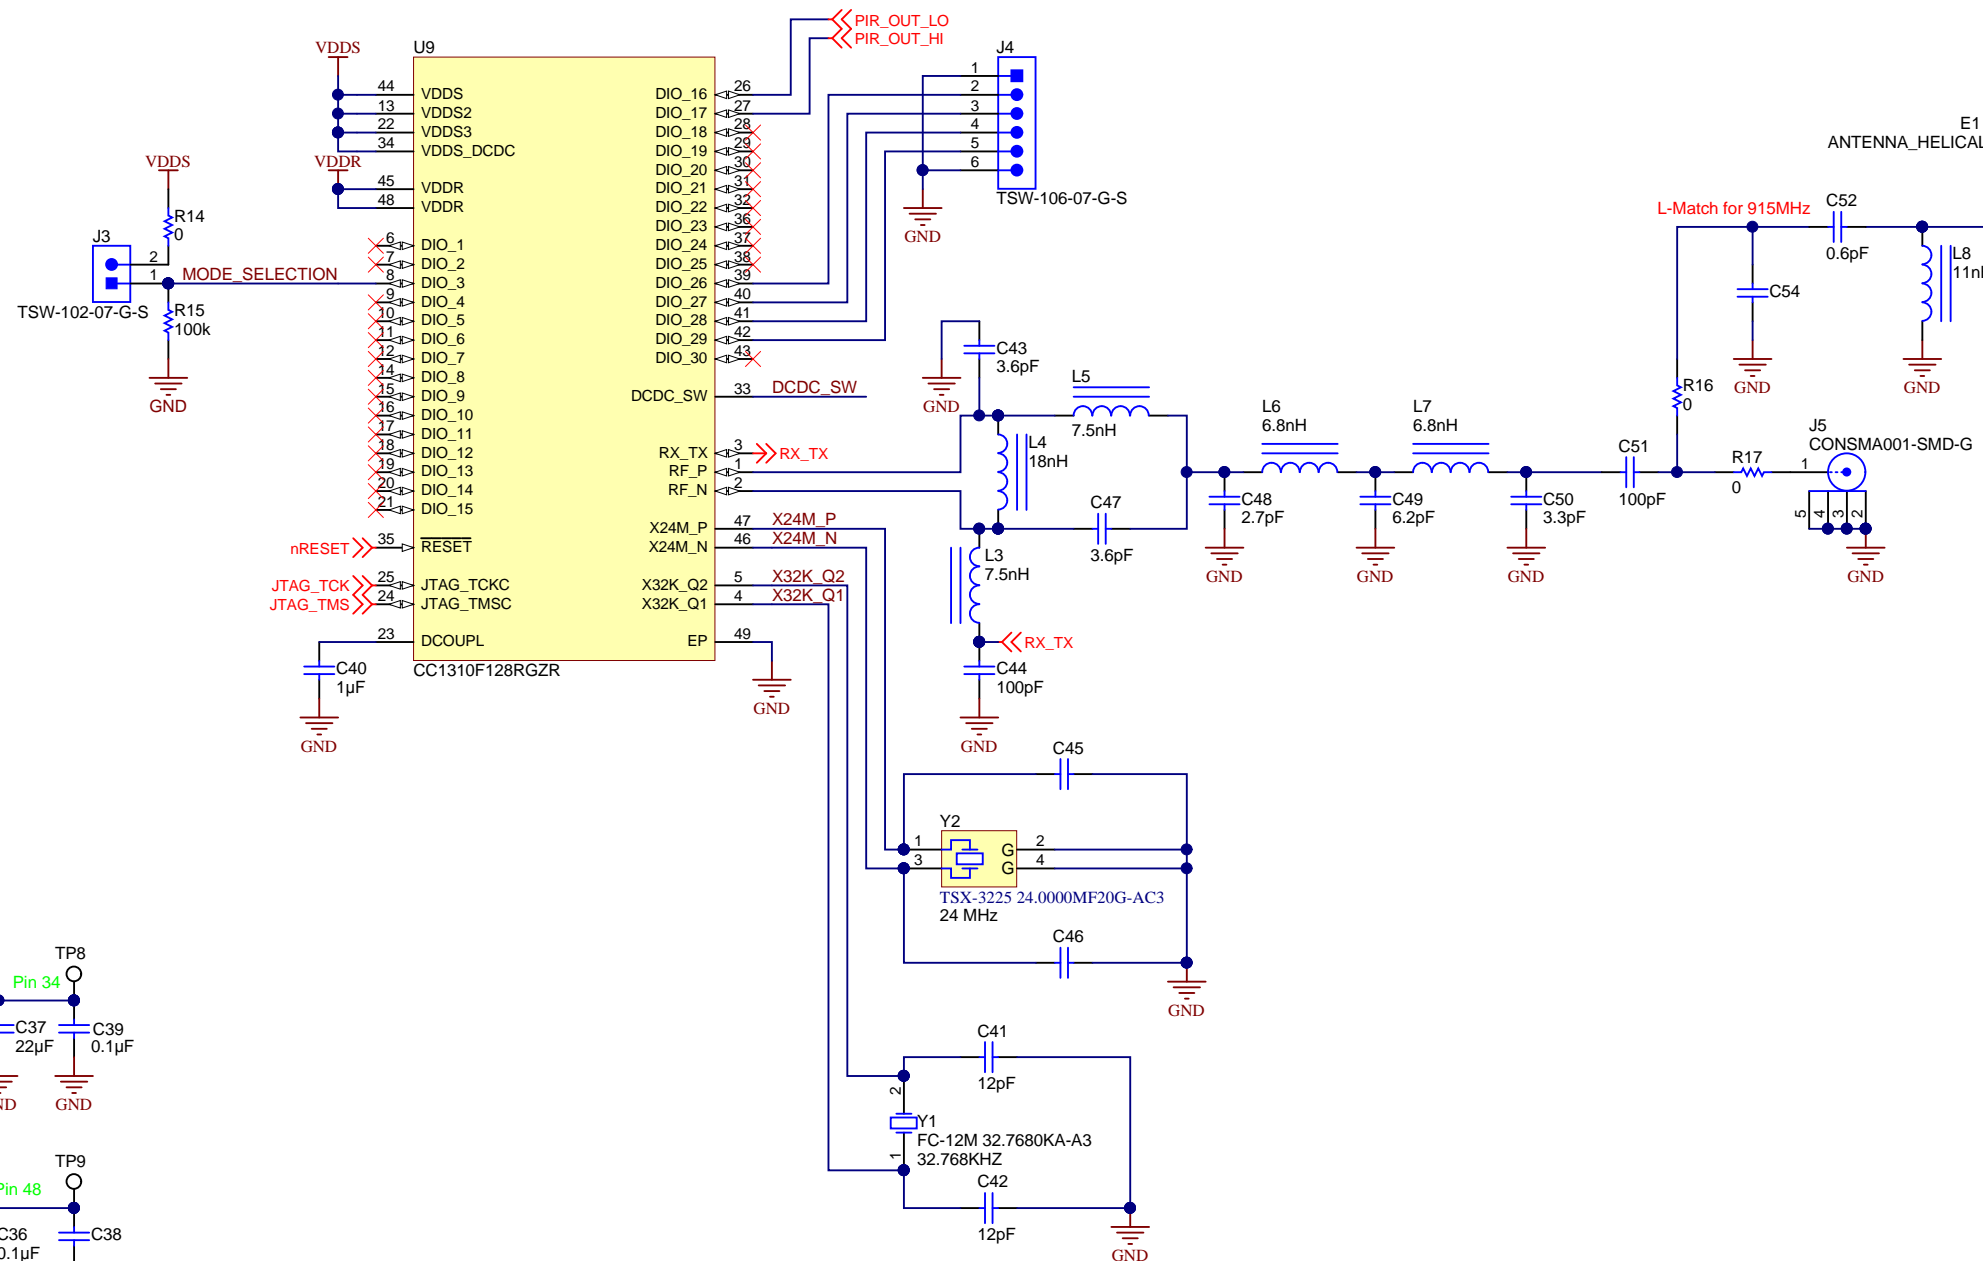 PIR_OUT_LO
PIR_OUT_HI
VDDS
U9
J4
44 VDDS
13 VDDS2
22 VDDS3
34 VDDS_DCDC
VDDR
45 VDDR
48 VDDR
6 DIO_1
7 DIO_2
8 DIO_3
9 DIO_4
10 DIO_5
11 DIO_6
12 DIO_7
14 DIO_8
15 DIO_9
16 DIO_10
17 DIO_11
18 DIO_12
19 DIO_13
20 DIO_14
21 DIO_15
nRESET 35 RESET
JTAG_TCK 25 JTAG_TCKC
JTAG_TMS 24 JTAG_TMSC
23 DCOUPL
DIO_16 26
DIO_17 27
DIO_18 28
DIO_19 29
DIO_20 30
DIO_21 31
DIO_22 32
DIO_23 36
DIO_24 37
DIO_25 38
DIO_26 39
DIO_27 40
DIO_28 41
DIO_29 42
DIO_30 43
DCDC_SW 33 DCDC_SW
RX_TX 3 RX_TX
RF_P 1
RF_N 2
X24M_P 47 X24M_P
X24M_N 46 X24M_N
X32K_Q2 5 X32K_Q2
X32K_Q1 4 X32K_Q1
EP 49
CC1310F128RGZR
GND
C40
1µF
GND
VDDS
R14
0
J3
2
1
MODE_SELECTION
TSW-102-07-G-S
R15
100k
GND
1
2
3
4
5
6
TSW-106-07-G-S
GND
C43
3.6pF
GND
L5
7.5nH
L4
18nH
C47
3.6pF
L3
7.5nH
RX_TX
C44
100pF
GND
L6
6.8nH
L7
6.8nH
C48
2.7pF
GND
C49
6.2pF
GND
C50
3.3pF
GND
C51
100pF
R16
0
R17
0
J5
CONSMA001-SMD-G
1
5
4
3
2
GND
E1
ANTENNA_HELICAL
L-Match for 915MHz
C52
0.6pF
C54
GND
L8
GND
C45
Y2
1
3
G 2
G 4
TSX-3225 24.0000MF20G-AC3
24 MHz
C46
GND
C41
12pF
2
Y1
FC-12M 32.7680KA-A3
32.768KHZ
1
C42
12pF
GND
TP8
Pin 34
C37
22µF
C39
0.1µF
GND
TP9
Pin 48
C36
0.1µF
C38